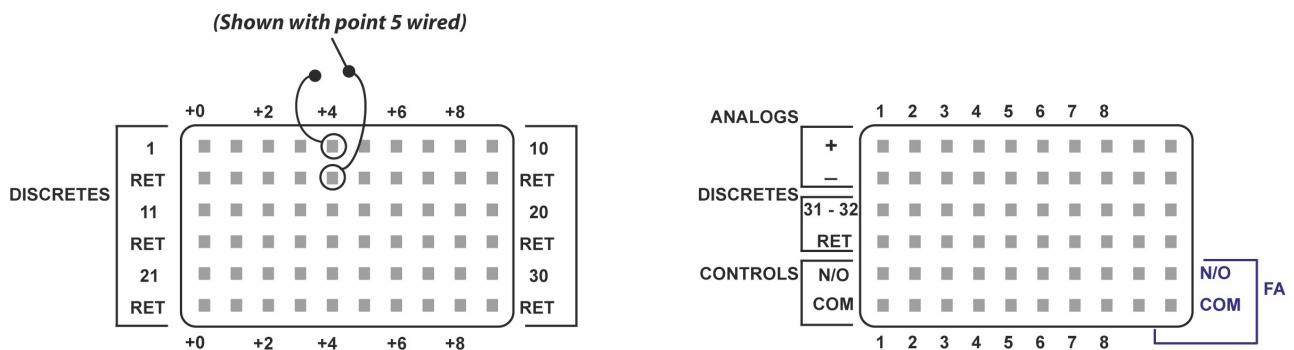 (Shown with point 5 wired)
+0 +2 +4 +6 +8
DISCRETES
1 10
RET RET
11 20
RET RET
21 30
RET RET
+0 +2 +4 +6 +8
ANALOGS 1 2 3 4 5 6 7 8
+
–
DISCRETES
31 - 32
RET
CONTROLS N/O N/O
COM COM
FA
1 2 3 4 5 6 7 8